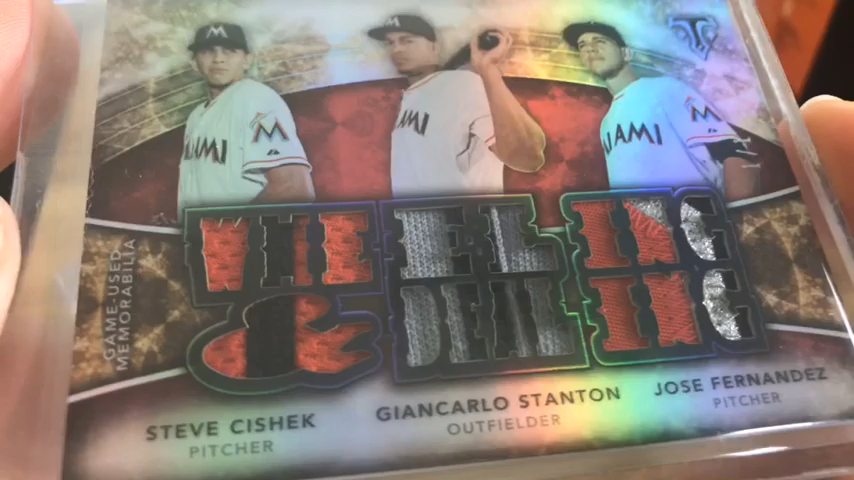 M
M
M
MIAMI
M
MIAMI
MIAMI
M
GAME-USED
MEMORABILIA
WHEELING
& DEALING
STEVE CISHEK
PITCHER
GIANCARLO STANTON
OUTFIELDER
JOSE FERNANDEZ
PITCHER